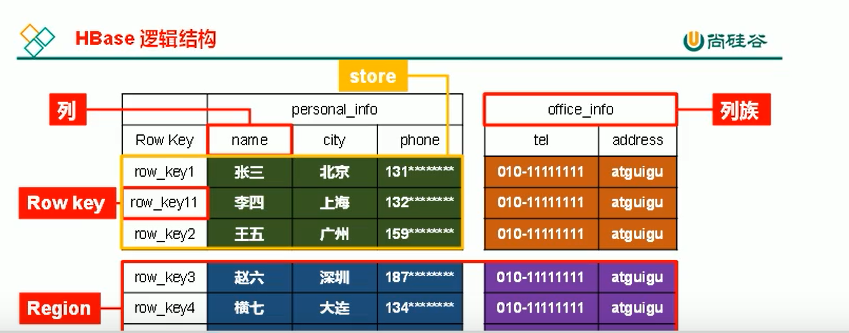 HBase 逻辑结构
尚硅谷
store
列
personal_info
office_info
列族
Row Key name city phone tel address
row_key1 张三 北京 131******** 010-11111111 atguigu
Row key
row_key11 李四 上海 132******** 010-11111111 atguigu
row_key2 王五 广州 159******** 010-11111111 atguigu
row_key3 赵六 深圳 187******** 010-11111111 atguigu
Region
row_key4 横七 大连 134******** 010-11111111 atguigu